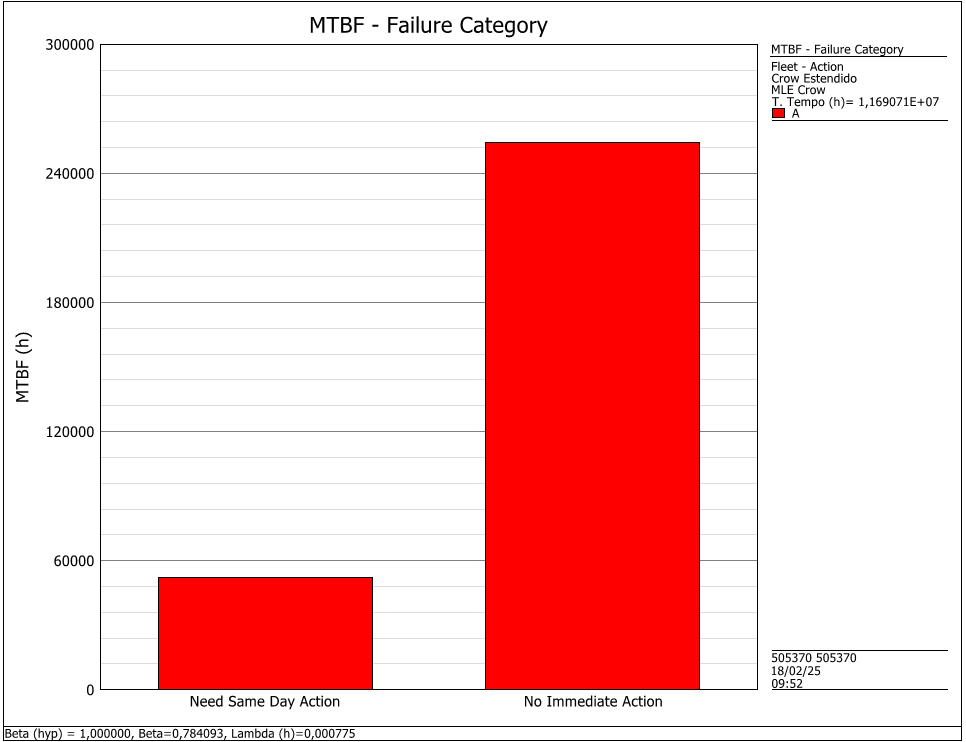 MTBF - Failure Category
300000
240000
180000
120000
60000
0
MTBF (h)
Need Same Day Action
No Immediate Action
MTBF - Failure Category
Fleet - Action
Crow Estendido
MLE Crow
T. Tempo (h)= 1,169071E+07
A
505370 505370
18/02/25
09:52
Beta (hyp) = 1,000000, Beta=0,784093, Lambda (h)=0,000775